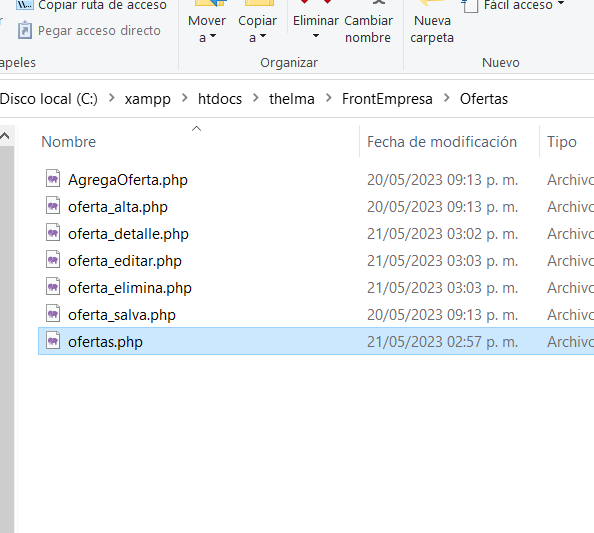 Copiar ruta de acceso
Pegar acceso directo
Mover a
Copiar a
Eliminar
Cambiar nombre
Nueva carpeta
Fácil acceso
Organizar
Nuevo
Disco local (C:) > xampp > htdocs > thelma > FrontEmpresa > Ofertas
Nombre Fecha de modificación Tipo
AgregaOferta.php 20/05/2023 09:13 p. m. Archivo
oferta_alta.php 20/05/2023 09:13 p. m. Archivo
oferta_detalle.php 21/05/2023 03:02 p. m. Archivo
oferta_editar.php 21/05/2023 03:03 p. m. Archivo
oferta_elimina.php 21/05/2023 03:03 p. m. Archivo
oferta_salva.php 20/05/2023 09:13 p. m. Archivo
ofertas.php 21/05/2023 02:57 p. m. Archivo